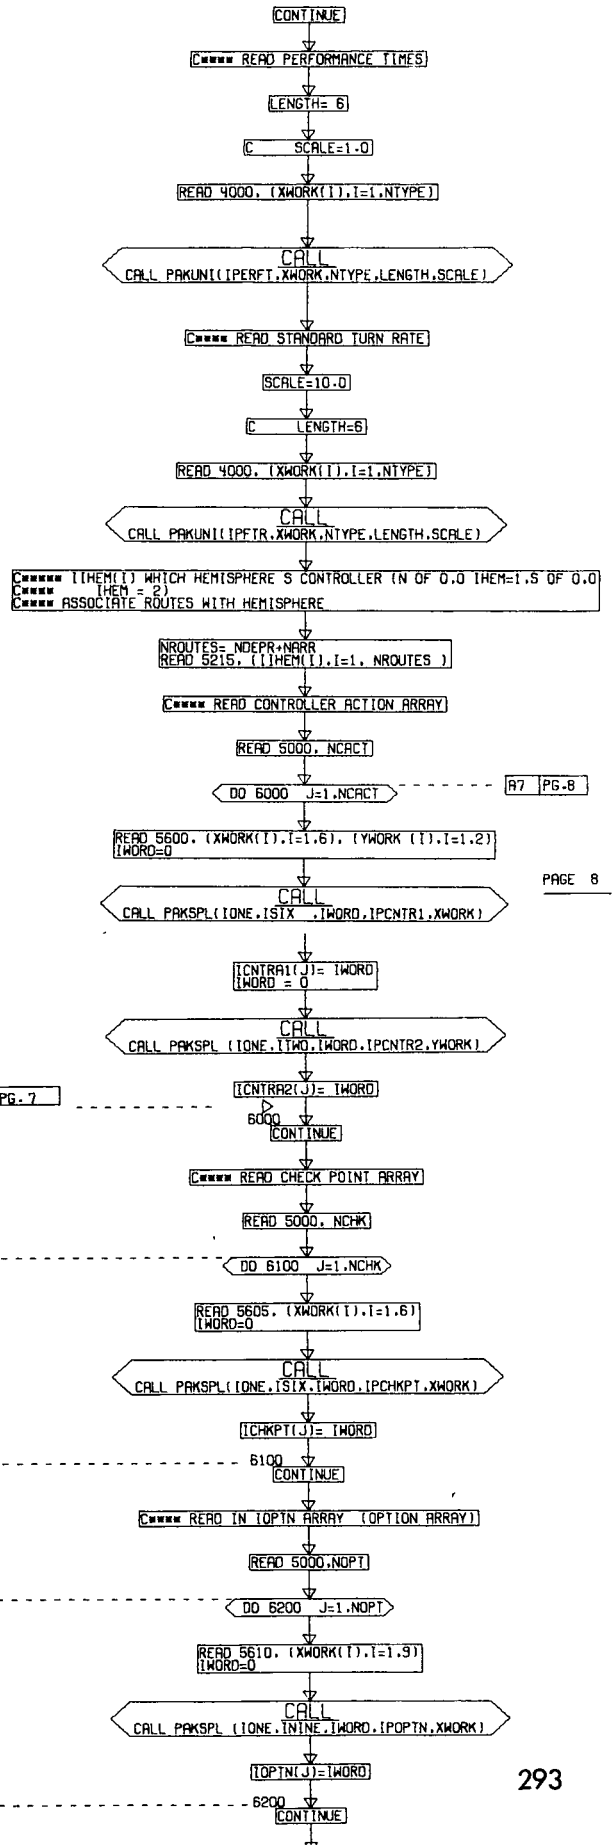 CONTINUE
C**** READ PERFORMANCE TIMES
LENGTH= 6
C SCALE=1.0
READ 4000, (XWORK(I),I=1,NTYPE)
CALL
CALL PAKUNI(IPERFT,XWORK,NTYPE,LENGTH,SCALE)
C**** READ STANDARD TURN RATE
SCALE=10.0
C LENGTH=6
READ 4000, (XWORK(I),I=1,NTYPE)
CALL
CALL PAKUNI(IPFTR,XWORK,NTYPE,LENGTH,SCALE)
C***** IIHEM(I) WHICH HEMISPHERE S CONTROLLER (N OF 0.0 IHEM=1,S OF 0.0
C**** IHEM = 2)
C**** ASSOCIATE ROUTES WITH HEMISPHERE
NROUTES= NDEPR+NARR
READ 5215, (IIHEM(I),I=1, NROUTES )
C**** READ CONTROLLER ACTION ARRAY
READ 5000, NCACT
DO 6000 J=1,NCACT
A7 PG.8
READ 5600, (XWORK(I),I=1,6), (YWORK (I),I=1,2)
IWORD=0
PAGE 8
CALL
CALL PAKSPL(IONE,ISIX ,IWORD,IPCNTR1,XWORK)
ICNTRA1(J)= IWORD
IWORD = 0
CALL
CALL PAKSPL (IONE,ITWO,IWORD,IPCNTR2,YWORK)
PG. 7
ICNTRA2(J)= IWORD
6000
CONTINUE
C**** READ CHECK POINT ARRAY
READ 5000, NCHK
DO 6100 J=1,NCHK
READ 5605, (XWORK(I),I=1,6)
IWORD=0
CALL
CALL PAKSPL(IONE,ISIX,IWORD,IPCHKPT,XWORK)
ICHKPT(J)= IWORD
6100
CONTINUE
C**** READ IN IOPTN ARRAY (OPTION ARRAY)
READ 5000,NOPT
DO 6200 J=1,NOPT
READ 5610, (XWORK(I),I=1,9)
IWORD=0
CALL
CALL PAKSPL (IONE,ININE,IWORD,IPOPTN,XWORK)
IOPTN(J)=IWORD
293
6200
CONTINUE